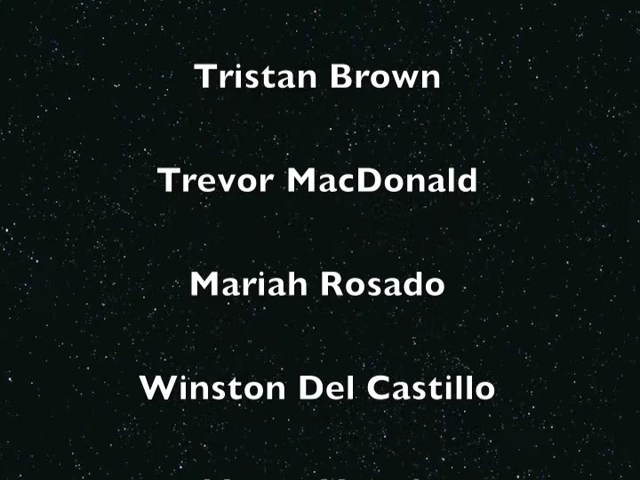 Tristan Brown
Trevor MacDonald
Mariah Rosado
Winston Del Castillo